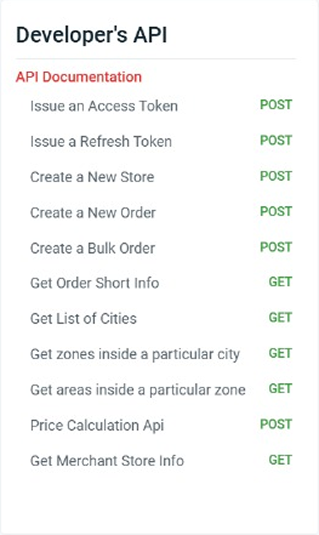 Developer's API
API Documentation
Issue an Access Token POST
Issue a Refresh Token POST
Create a New Store POST
Create a New Order POST
Create a Bulk Order POST
Get Order Short Info GET
Get List of Cities GET
Get zones inside a particular city GET
Get areas inside a particular zone GET
Price Calculation Api POST
Get Merchant Store Info GET